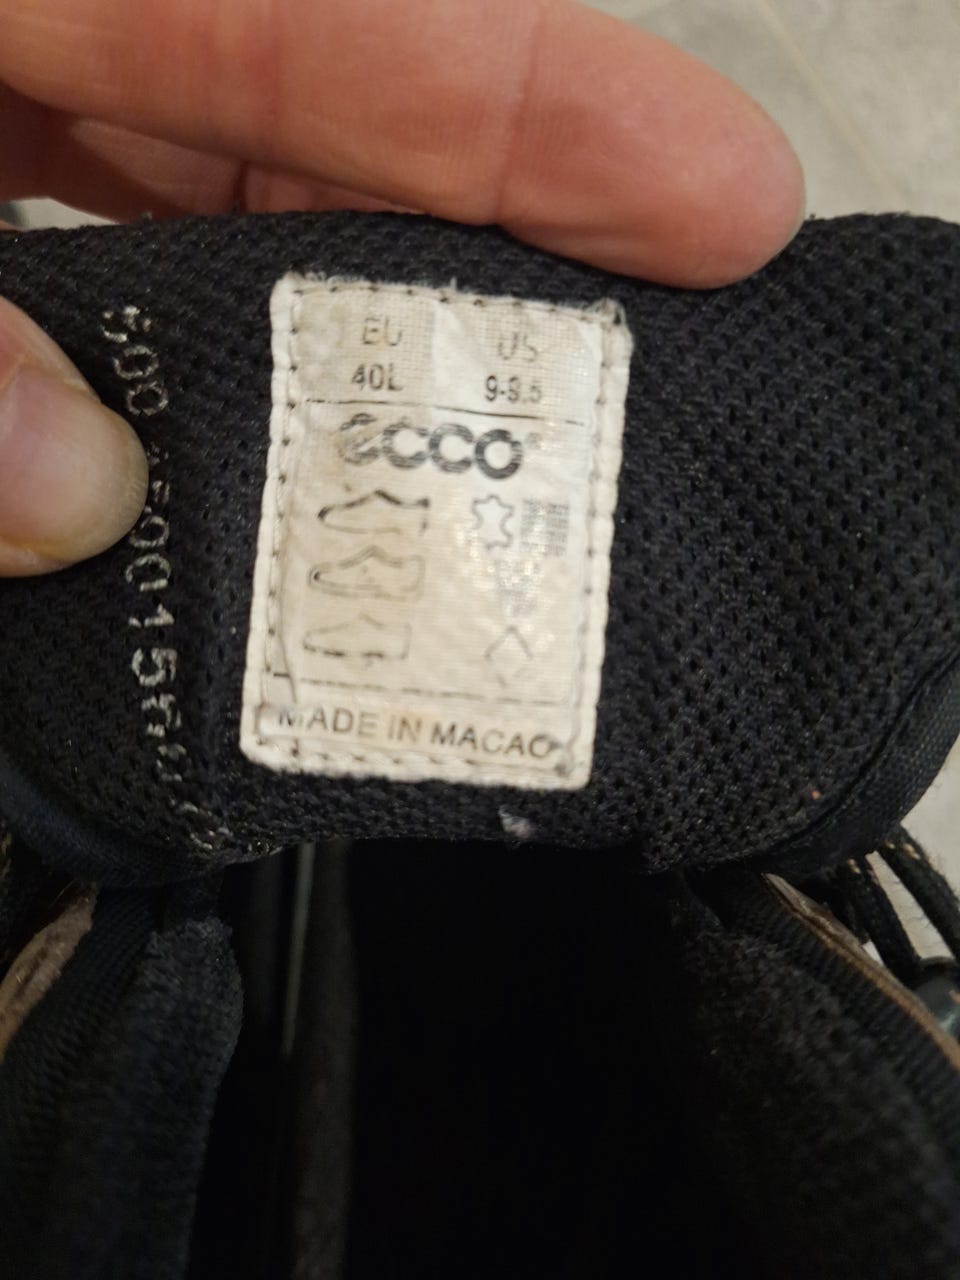 EU US
40L 9-9.5
ecco
MADE IN MACAO